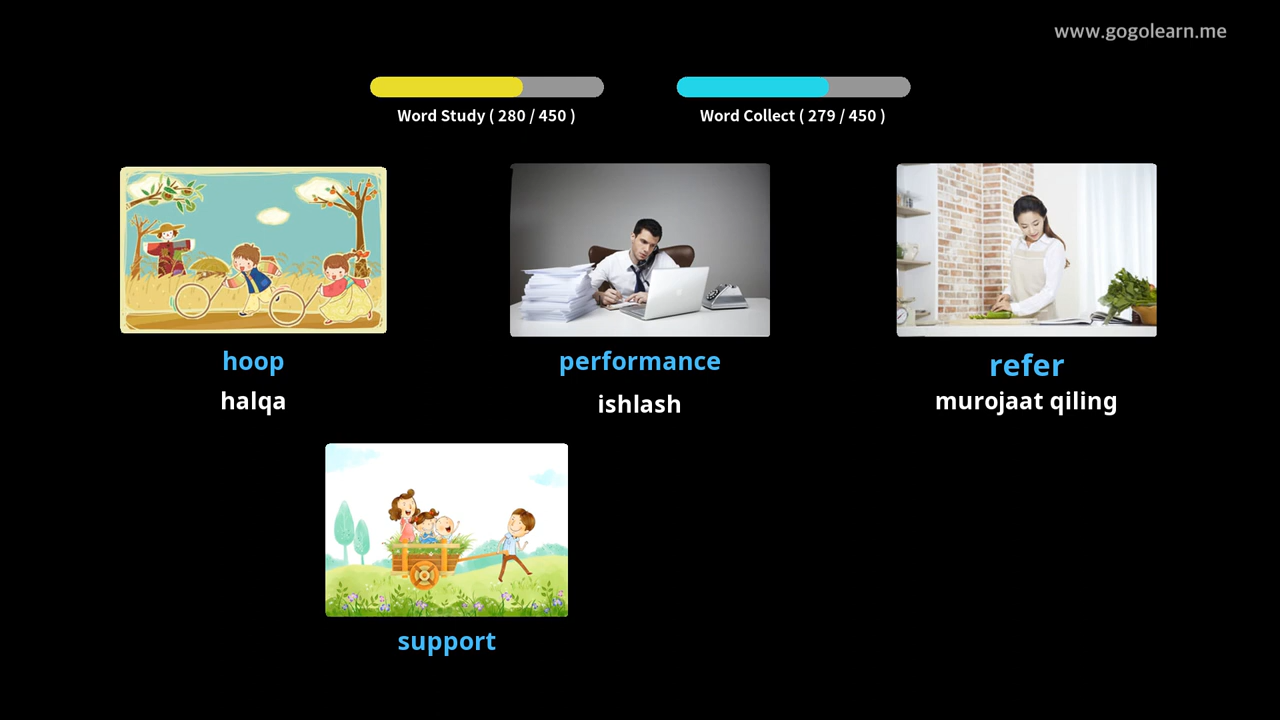 www.gogolearn.me
Word Study ( 280 / 450 )
Word Collect ( 279 / 450 )
hoop
halqa
performance
ishlash
refer
murojaat qiling
support